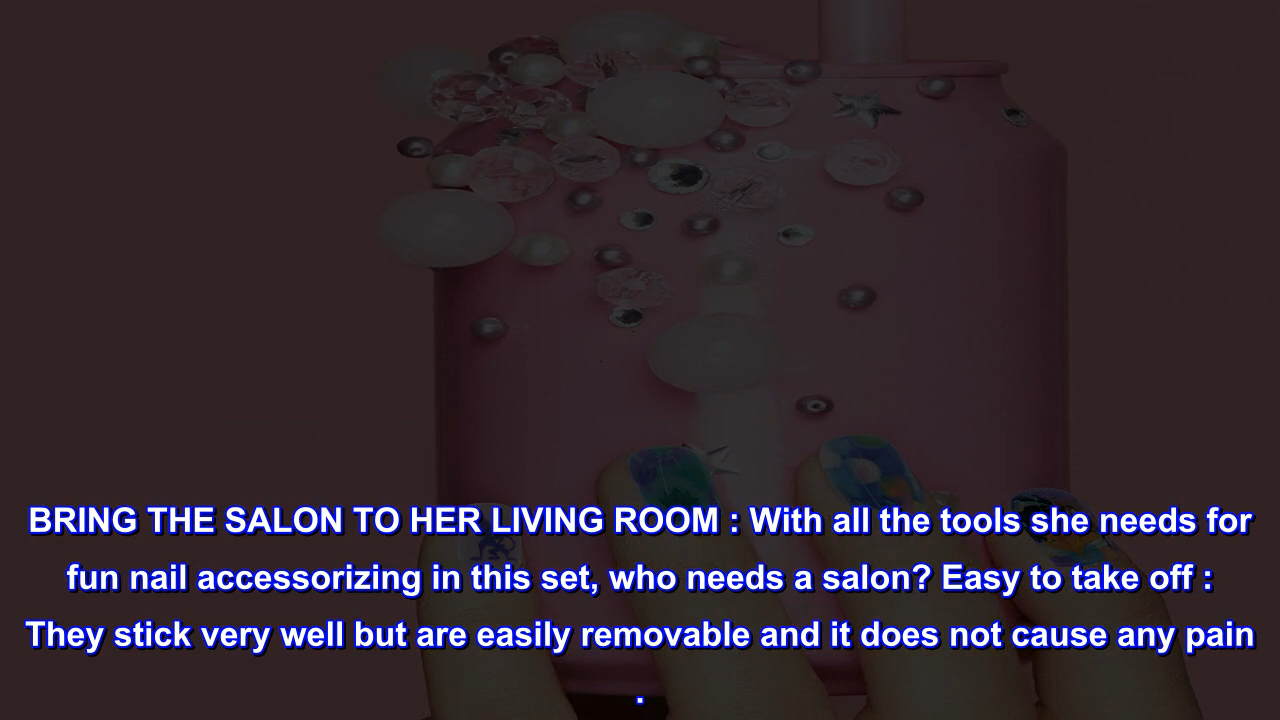 BRING THE SALON TO HER LIVING ROOM : With all the tools she needs for
fun nail accessorizing in this set, who needs a salon? Easy to take off :
They stick very well but are easily removable and it does not cause any pain
.